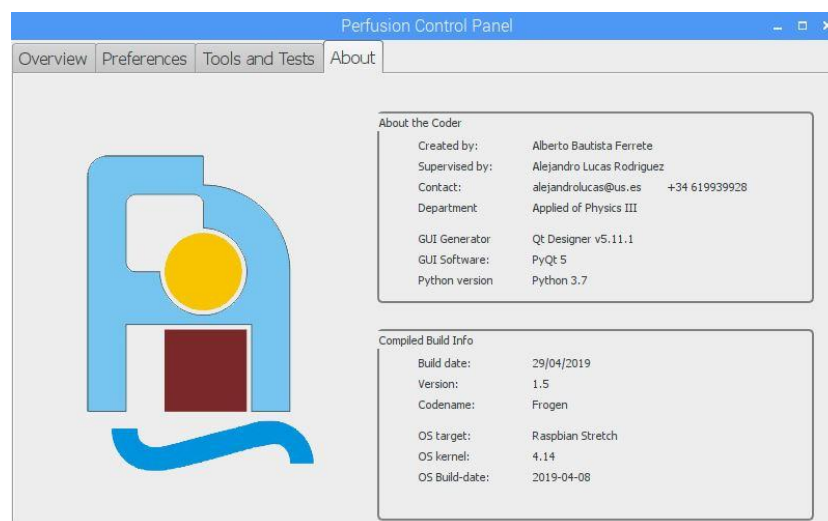 Perfusion Control Panel
Overview Preferences Tools and Tests About
About the Coder
Created by: Alberto Bautista Ferrete
Supervised by: Alejandro Lucas Rodriguez
Contact: alejandrolucas@us.es +34 619939928
Department Applied of Physics III
GUI Generator Qt Designer v5.11.1
GUI Software: PyQt 5
Python version Python 3.7
Compiled Build Info
Build date: 29/04/2019
Version: 1.5
Codename: Frogen
OS target: Raspbian Stretch
OS kernel: 4.14
OS Build-date: 2019-04-08